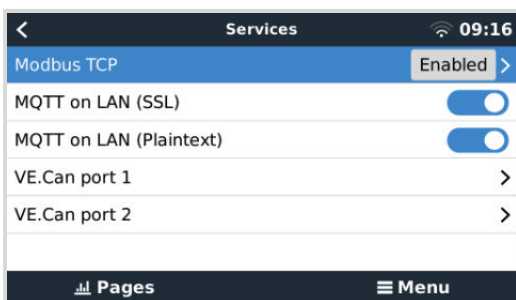 Services 09:16
Modbus TCP Enabled
MQTT on LAN (SSL)
MQTT on LAN (Plaintext)
VE.Can port 1
VE.Can port 2
Pages Menu